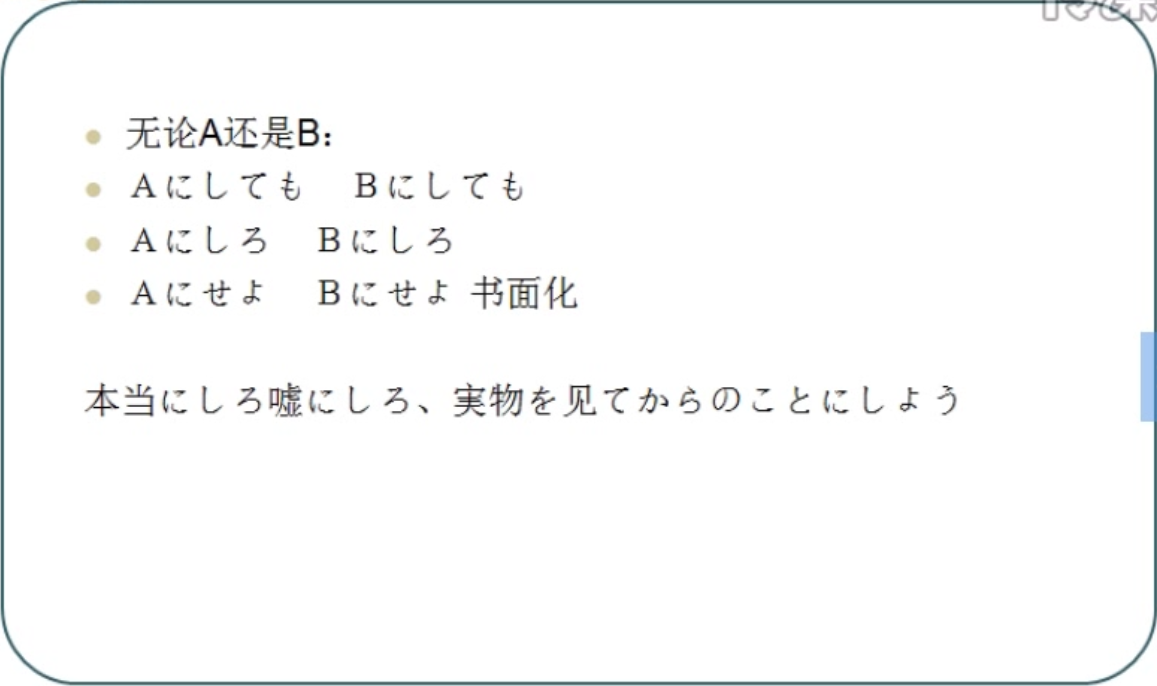 无论A还是B：
Aにしても　Bにしても
Aにしろ　Bにしろ
Aにせよ　Bにせよ 书面化
本当にしろ嘘にしろ、実物を见てからのことにしよう